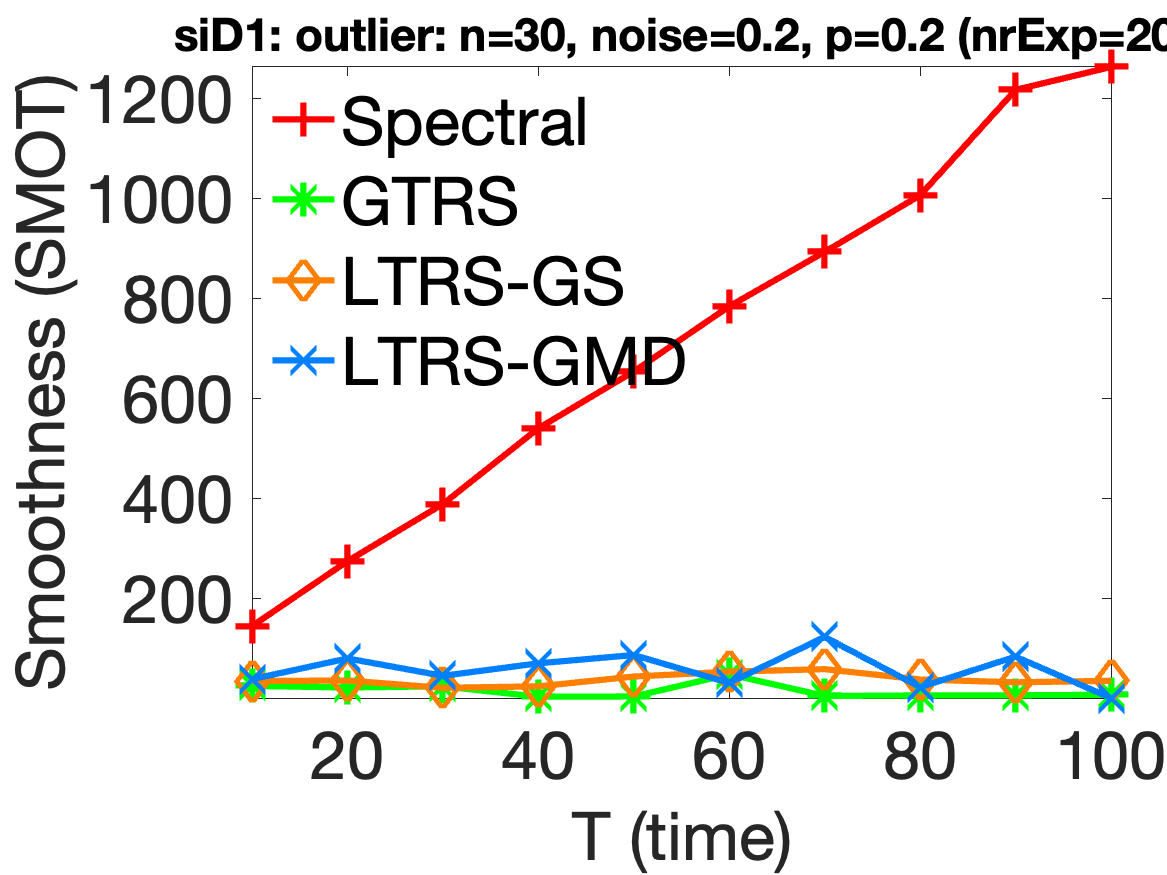 siD1: outlier: n=30, noise=0.2, p=0.2 (nrExp=20
Smoothness (SMOT)
1200
1000
800
600
400
200
Spectral
GTRS
LTRS-GS
LTRS-GMD
20 40 60 80 100
T (time)